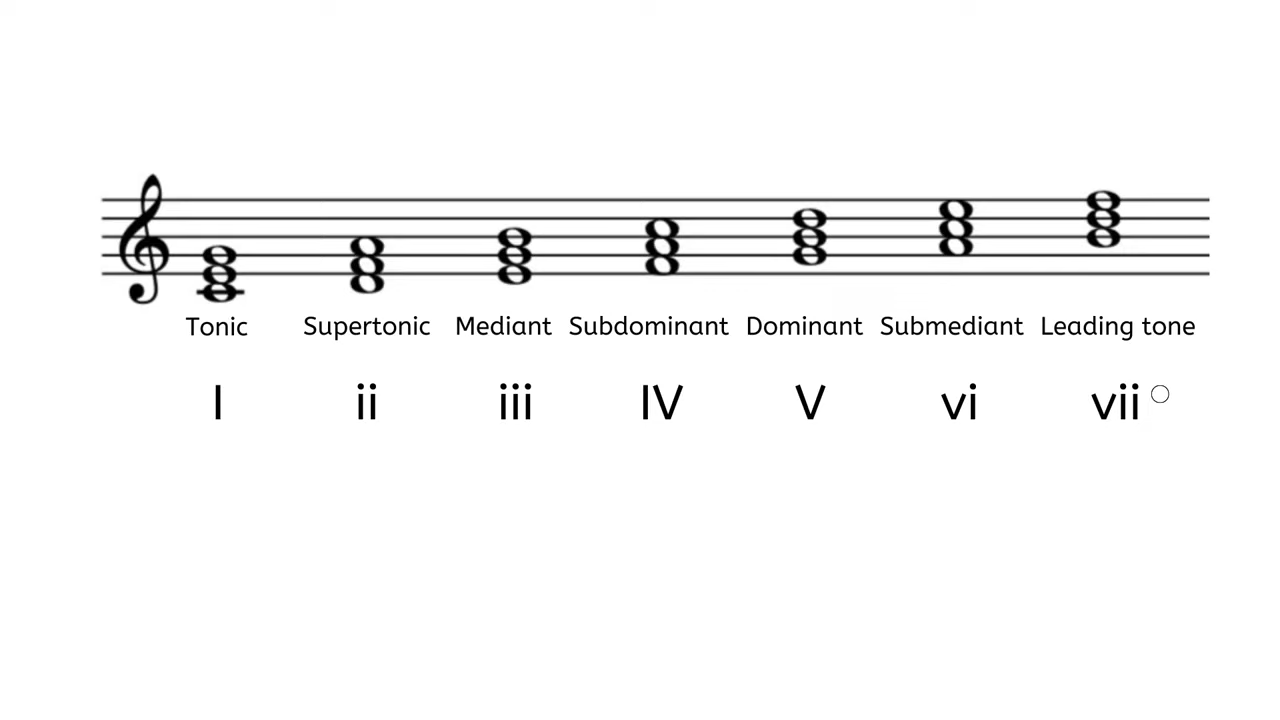 Tonic Supertonic Mediant Subdominant Dominant Submediant Leading tone
I ii iii IV V vi vii○